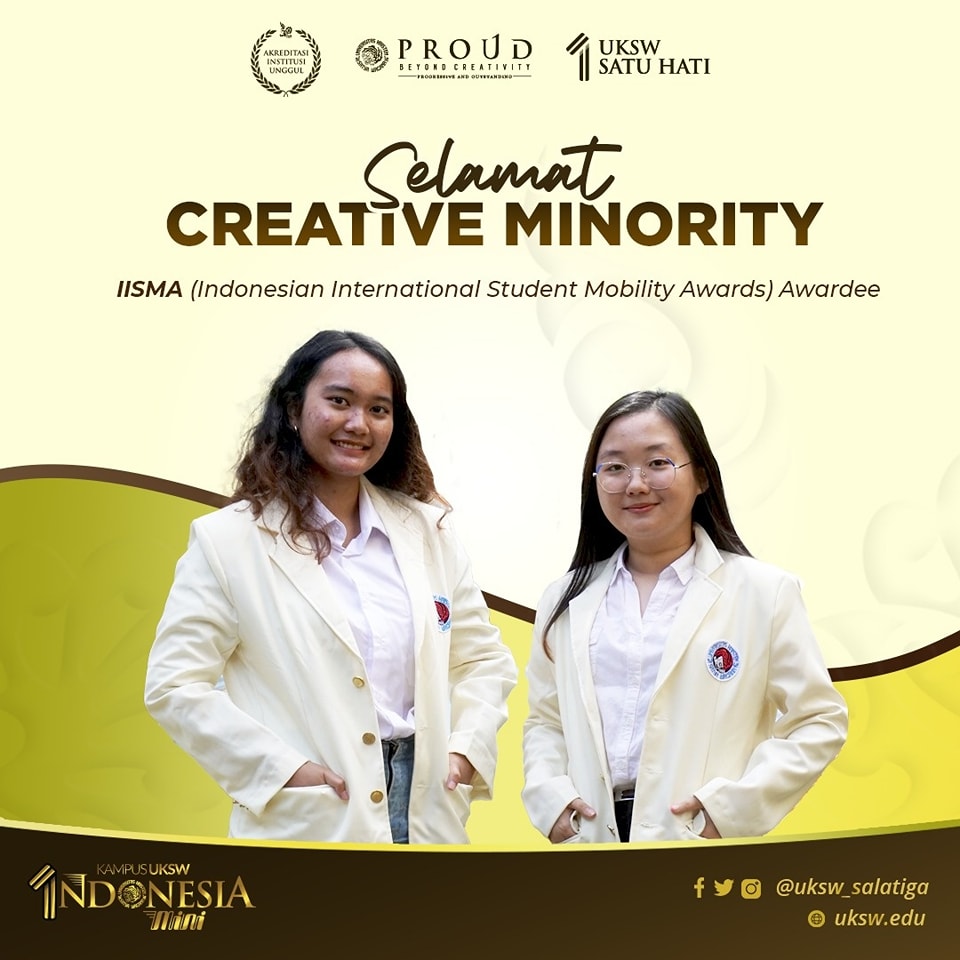 AKREDITASI
INSTITUSI
UNGGUL
PROUD
BEYOND CREATIVITY
PROGRESSIVE AND OUTSTANDING
UKSW
SATU HATI
Selamat
CREATIVE MINORITY
IISMA (Indonesian International Student Mobility Awards) Awardee
KAMPUS UKSW
1NDONESIA
Mini
@uksw_salatiga
uksw.edu